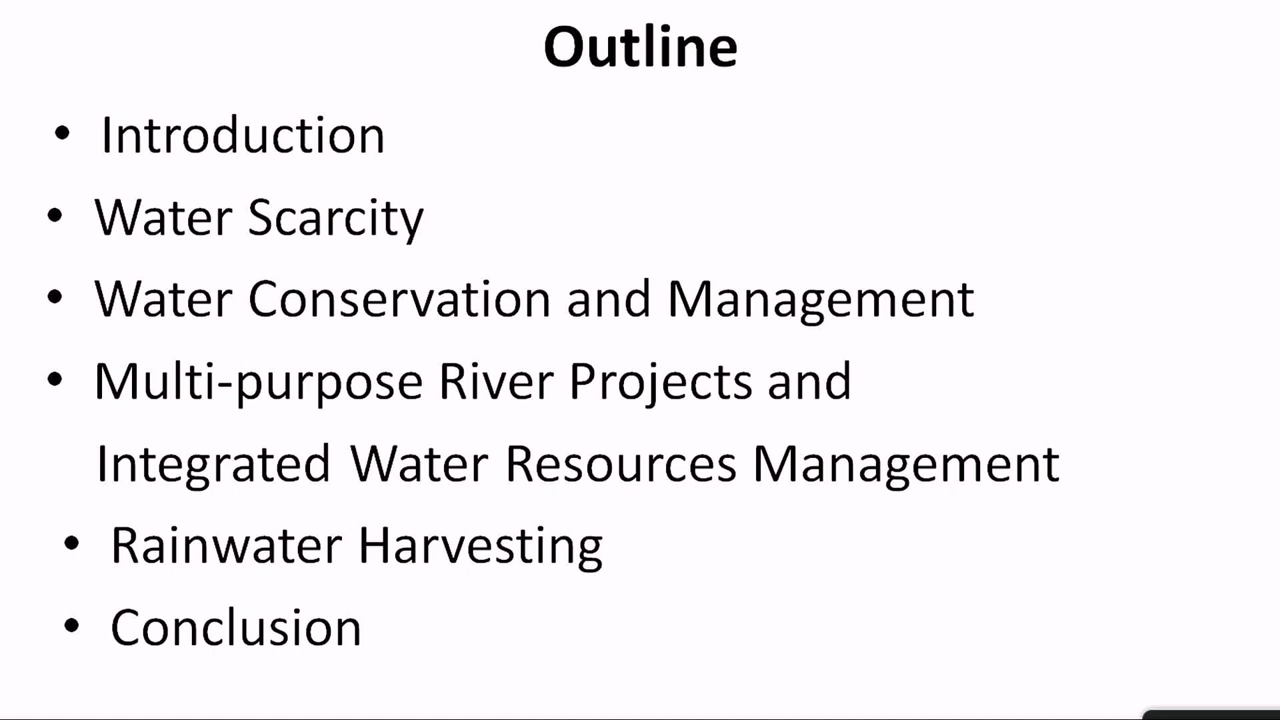 Outline
• Introduction
• Water Scarcity
• Water Conservation and Management
• Multi-purpose River Projects and
Integrated Water Resources Management
• Rainwater Harvesting
• Conclusion